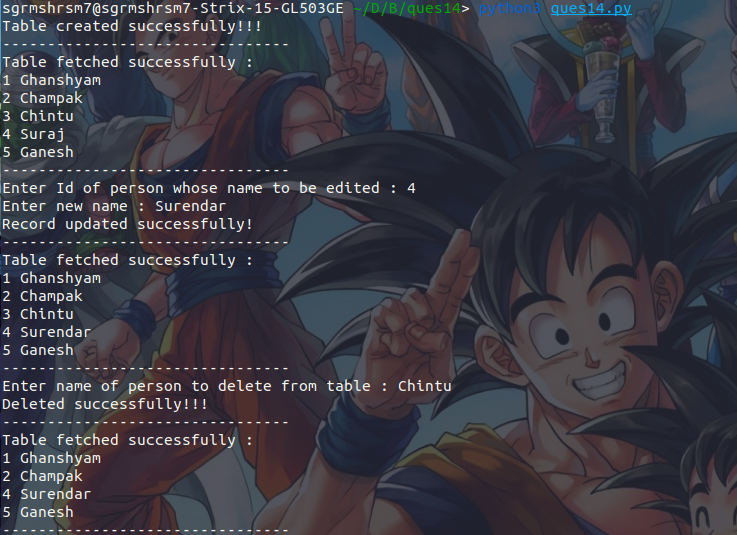 sgrmshrsm7@sgrmshrsm7-Strix-15-GL503GE ~/D/B/ques14> python3 ques14.py
Table created successfully!!!
--------------------------------
Table fetched successfully :
1 Ghanshyam
2 Champak
3 Chintu
4 Suraj
5 Ganesh
--------------------------------
Enter Id of person whose name to be edited : 4
Enter new name : Surendar
Record updated successfully!
--------------------------------
Table fetched successfully :
1 Ghanshyam
2 Champak
3 Chintu
4 Surendar
5 Ganesh
--------------------------------
Enter name of person to delete from table : Chintu
Deleted successfully!!!
--------------------------------
Table fetched successfully :
1 Ghanshyam
2 Champak
4 Surendar
5 Ganesh
--------------------------------